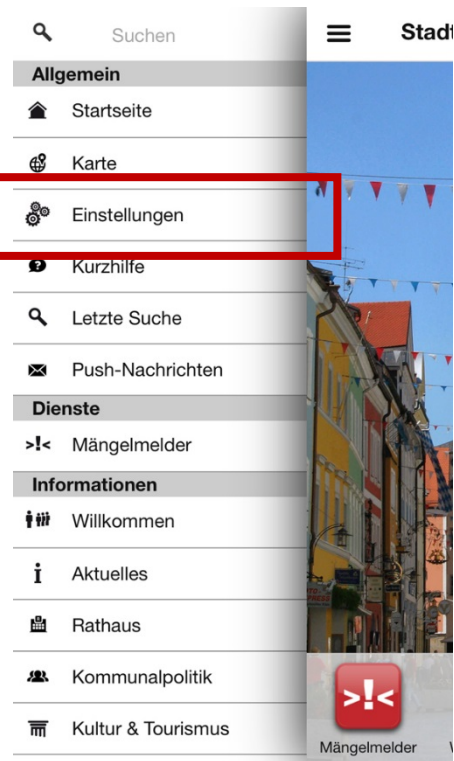 Suchen
Allgemein
Startseite
Karte
Einstellungen
Kurzhilfe
Letzte Suche
Push-Nachrichten
Dienste
>!< Mängelmelder
Informationen
Willkommen
i Aktuelles
Rathaus
Kommunalpolitik
Kultur & Tourismus
Stadt
>!<
Mängelmelder